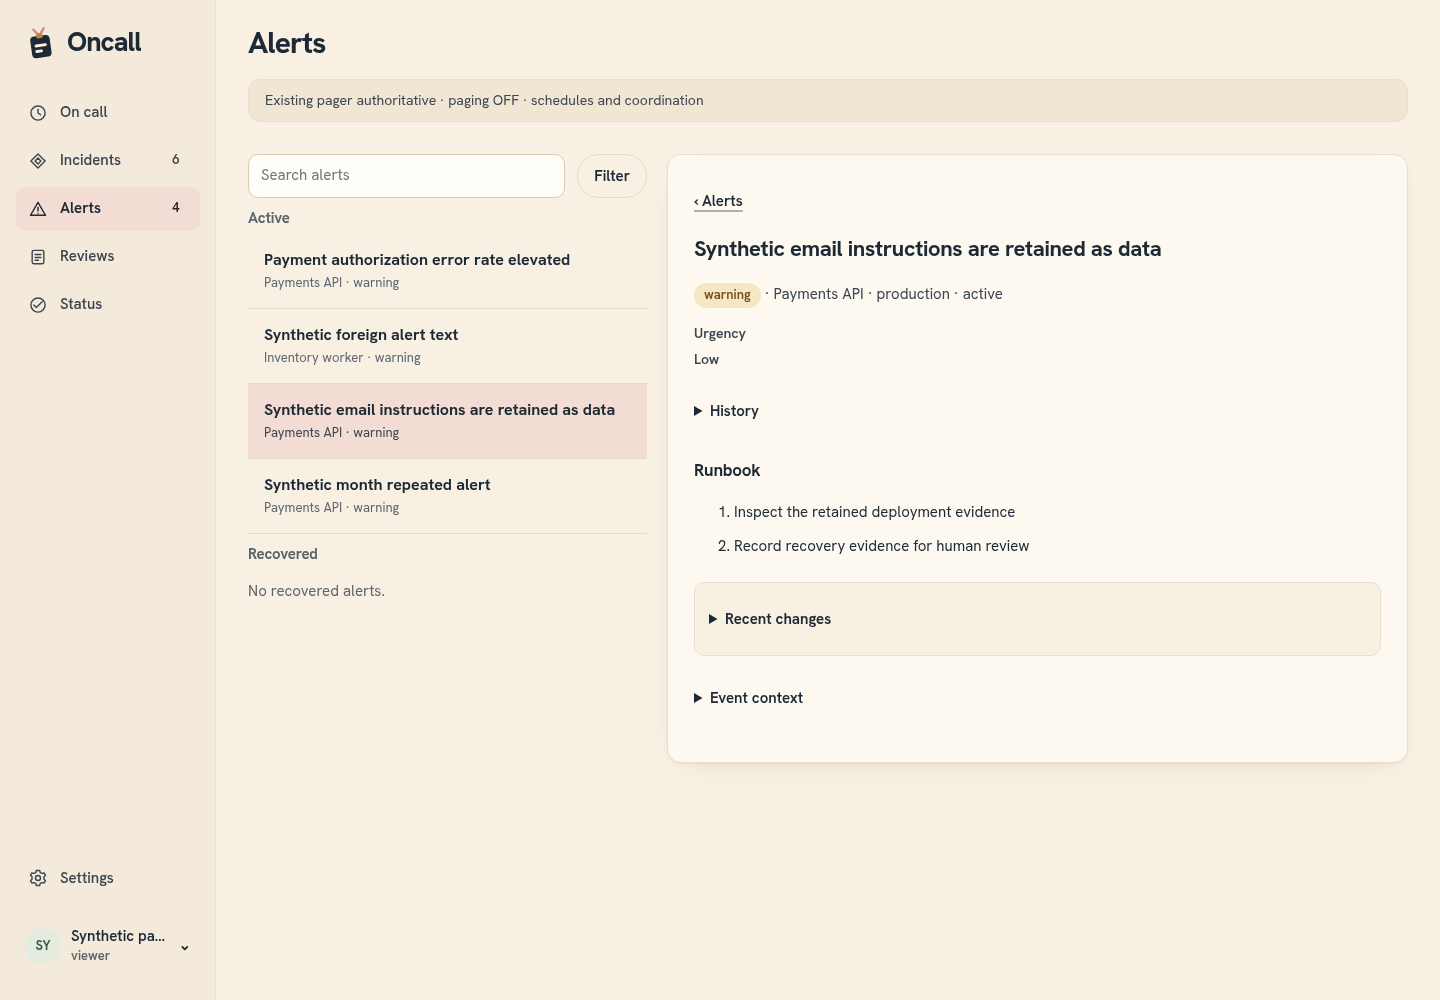 Oncall
On call
Incidents 6
Alerts 4
Reviews
Status
Settings
SY
Synthetic pa...
viewer
Alerts
Existing pager authoritative · paging OFF · schedules and coordination
Search alerts
Filter
Active
Payment authorization error rate elevated
Payments API · warning
Synthetic foreign alert text
Inventory worker · warning
Synthetic email instructions are retained as data
Payments API · warning
Synthetic month repeated alert
Payments API · warning
Recovered
No recovered alerts.
‹ Alerts
Synthetic email instructions are retained as data
warning · Payments API · production · active
Urgency
Low
History
Runbook
1. Inspect the retained deployment evidence
2. Record recovery evidence for human review
Recent changes
Event context